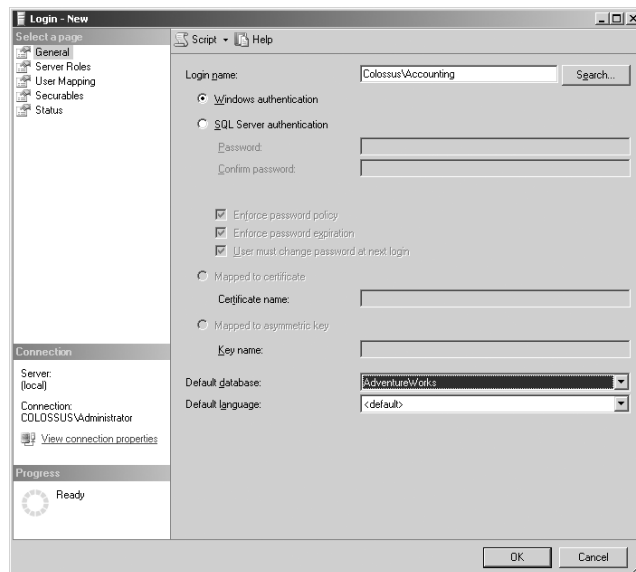 Login - New
Select a page
General
Server Roles
User Mapping
Securables
Status
Script
Help
Login name:
Colossus\Accounting
Search...
Windows authentication
SQL Server authentication
Password:
Confirm password:
Enforce password policy
Enforce password expiration
User must change password at next login
Mapped to certificate
Certificate name:
Mapped to asymmetric key
Key name:
Default database:
AdventureWorks
Default language:
<default>
Connection
Server:
(local)
Connection:
COLOSSUS\Administrator
View connection properties
Progress
Ready
OK
Cancel